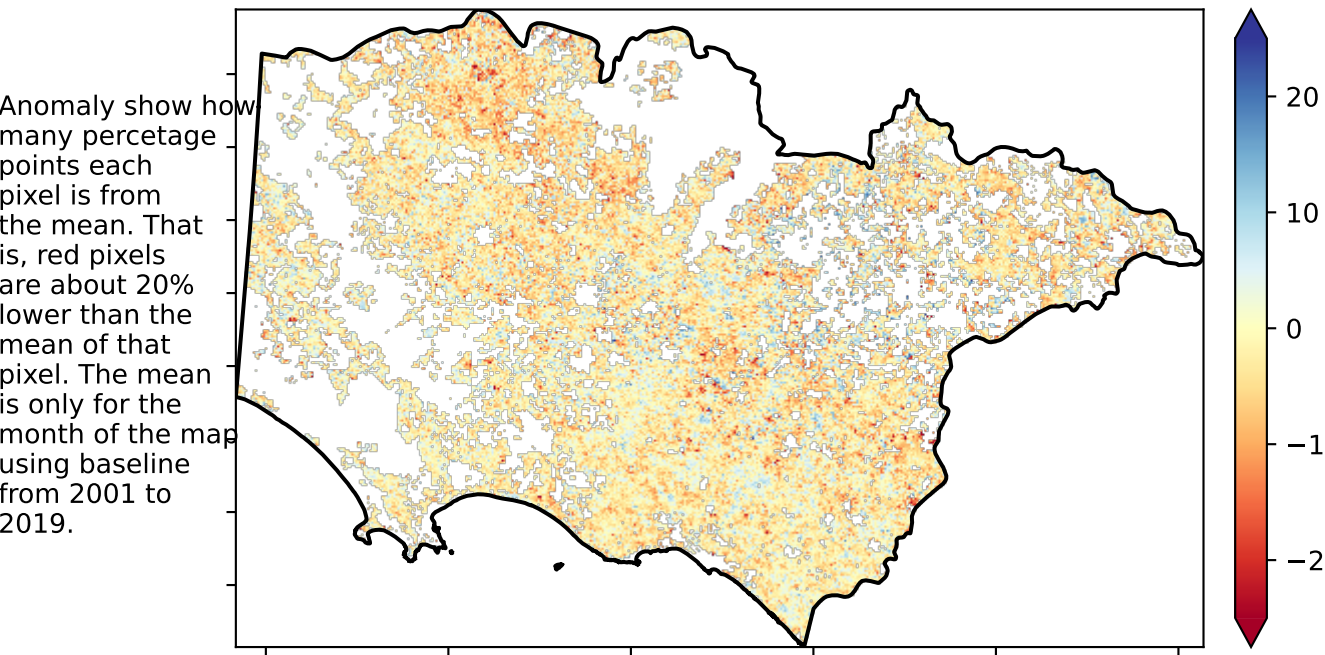 Anomaly show how
many percetage
points each
pixel is from
the mean. That
is, red pixels
are about 20%
lower than the
mean of that
pixel. The mean
is only for the
month of the map
using baseline
from 2001 to
2019.
20
10
0
−1
−2